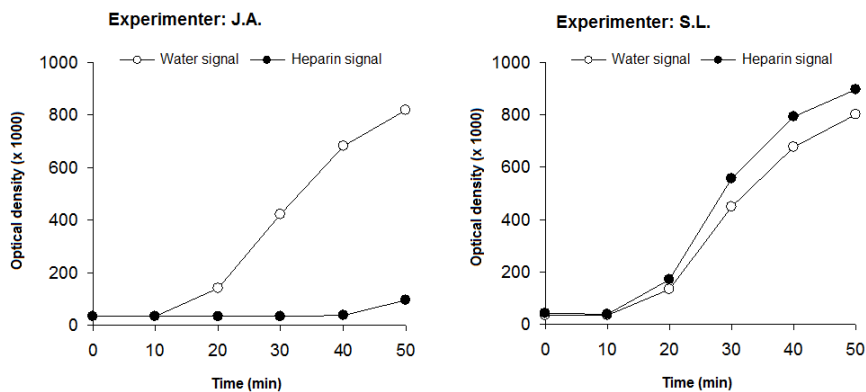 Experimenter: J.A.
Water signal Heparin signal
Optical density (x 1000)
1000
800
600
400
200
0
0 10 20 30 40 50
Time (min)
Experimenter: S.L.
Water signal Heparin signal
Optical density (x 1000)
1000
800
600
400
200
0
0 10 20 30 40 50
Time (min)